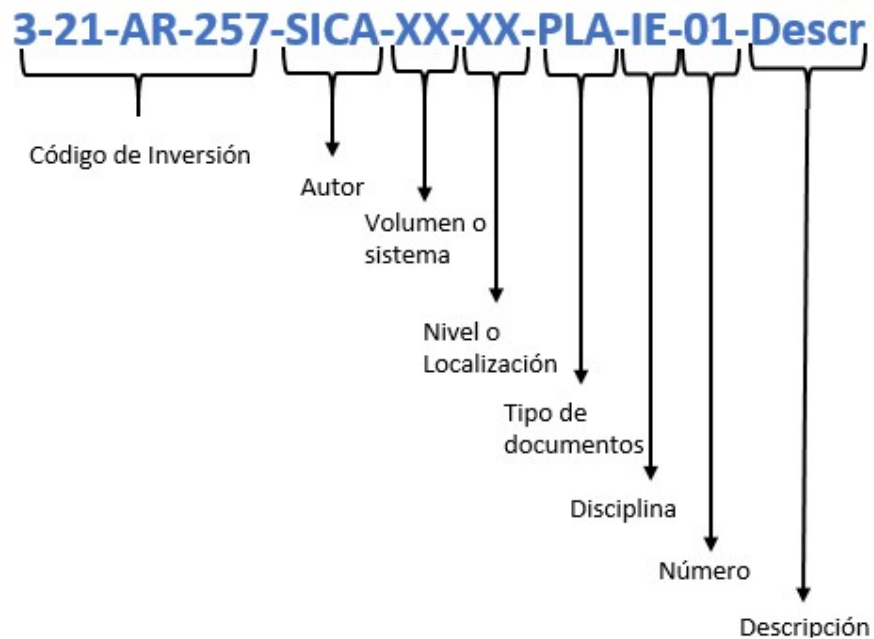 3-21-AR-257-SICA-XX-XX-PLA-IE-01-Descr
Código de Inversión
Autor
Volumen o
sistema
Nivel o
Localización
Tipo de
documentos
Disciplina
Número
Descripción